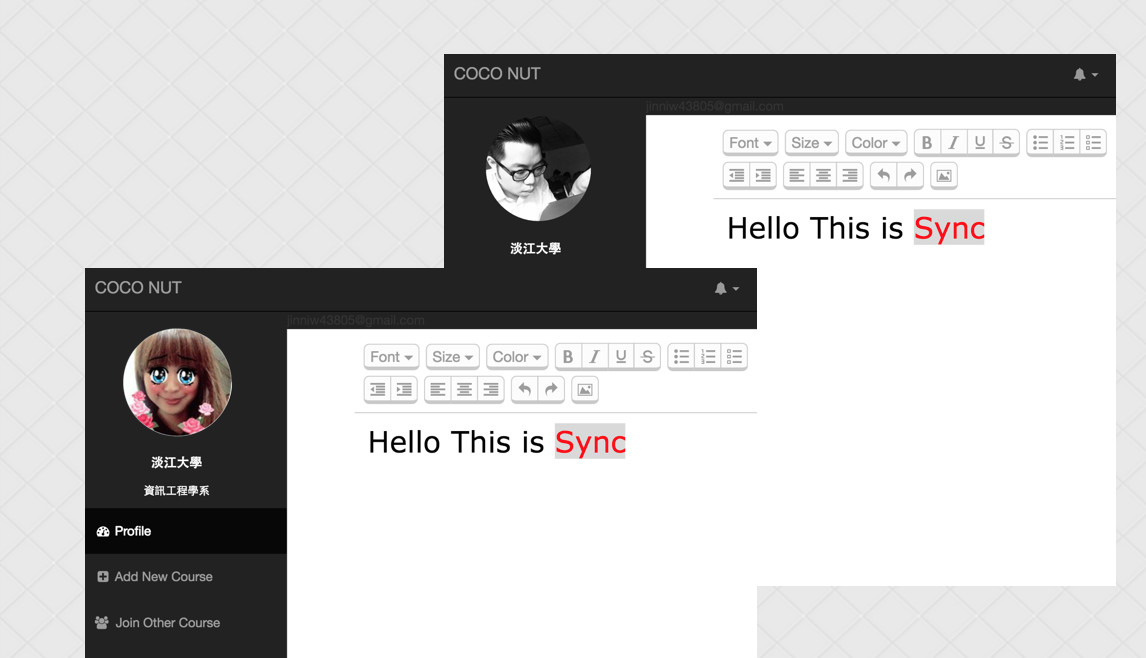 COCO NUT
jinniw43805@gmail.com
Font Size Color B I U S
淡江大學
Hello This is Sync
COCO NUT
jinniw43805@gmail.com
Font Size Color B I U S
Hello This is Sync
淡江大學
資訊工程學系
Profile
Add New Course
Join Other Course